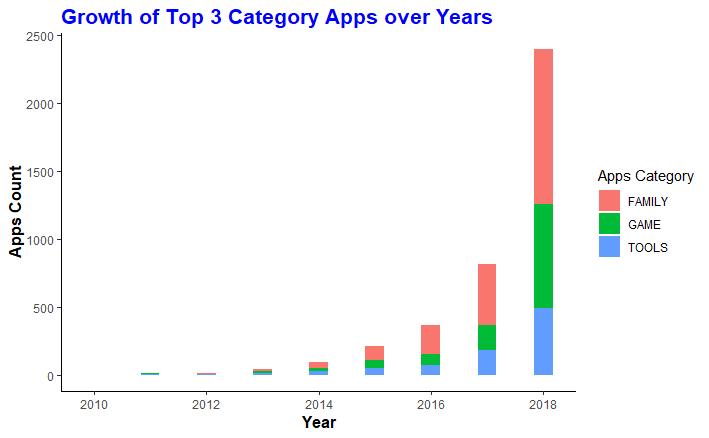 Growth of Top 3 Category Apps over Years
2500
2000
1500
1000
500
0
Apps Count
2010 2012 2014 2016 2018
Year
Apps Category
FAMILY
GAME
TOOLS